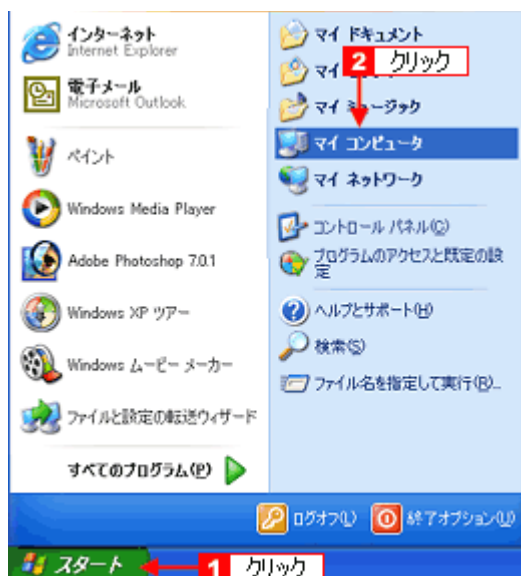 インターネット
Internet Explorer
電子メール
Microsoft Outlook
ペイント
Windows Media Player
Adobe Photoshop 7.0.1
Windows XP ツアー
Windows ムービー メーカー
ファイルと設定の転送ウィザード
すべてのプログラム(P)
マイ ドキュメント
マイ
2 クリック
マイ ミュージック
マイ コンピュータ
マイ ネットワーク
コントロール パネル(C)
プログラムのアクセスと既定の設
定
ヘルプとサポート(H)
検索(S)
ファイル名を指定して実行(R)...
ログオフ(L)
終了オプション(U)
スタート
1 クリック